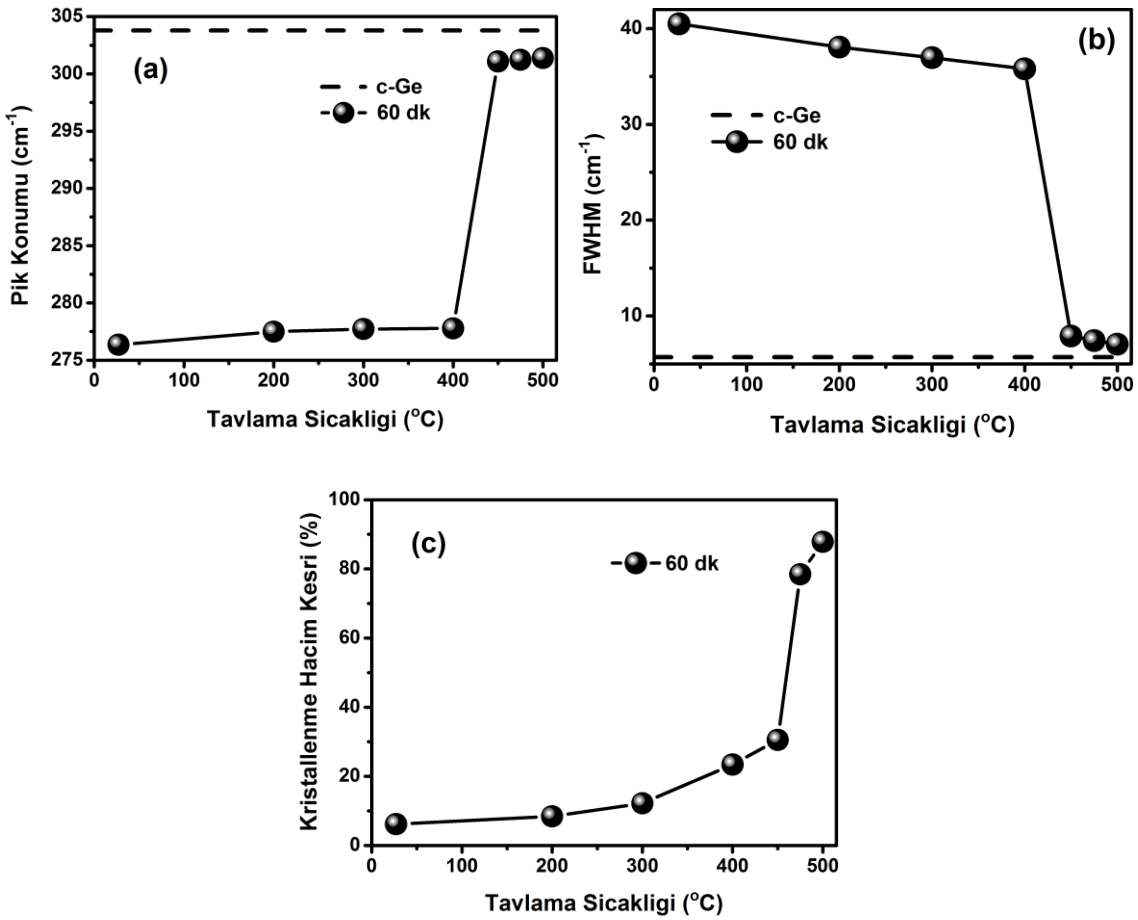 (a)
Pik Konumu (cm⁻¹)
305
300
295
290
285
280
275
c-Ge
60 dk
0 100 200 300 400 500
Tavlama Sicakligi (°C)
(b)
FWHM (cm⁻¹)
40
30
20
10
c-Ge
60 dk
0 100 200 300 400 500
Tavlama Sicakligi (°C)
(c)
Kristallenme Hacim Kesri (%)
100
80
60
40
20
0
60 dk
0 100 200 300 400 500
Tavlama Sicakligi (°C)